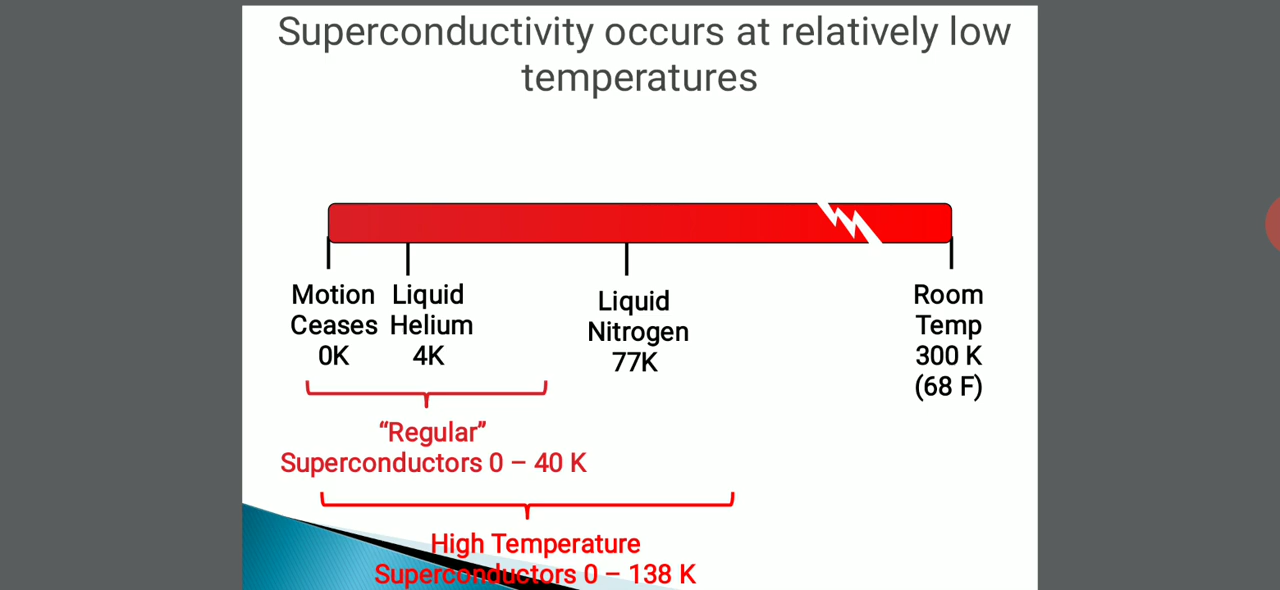 Superconductivity occurs at relatively low
temperatures
Motion
Ceases
0K
Liquid
Helium
4K
Liquid
Nitrogen
77K
Room
Temp
300 K
(68 F)
“Regular”
Superconductors 0 – 40 K
High Temperature
Superconductors 0 – 138 K